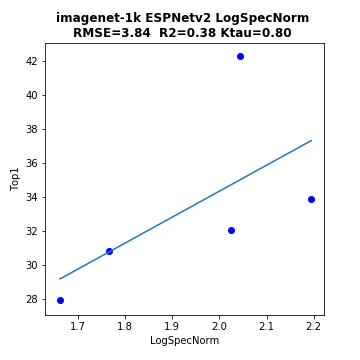 imagenet-1k ESPNetv2 LogSpecNorm
RMSE=3.84 R2=0.38 Ktau=0.80
42
40
38
36
34
32
30
28
Top1
1.7 1.8 1.9 2.0 2.1 2.2
LogSpecNorm